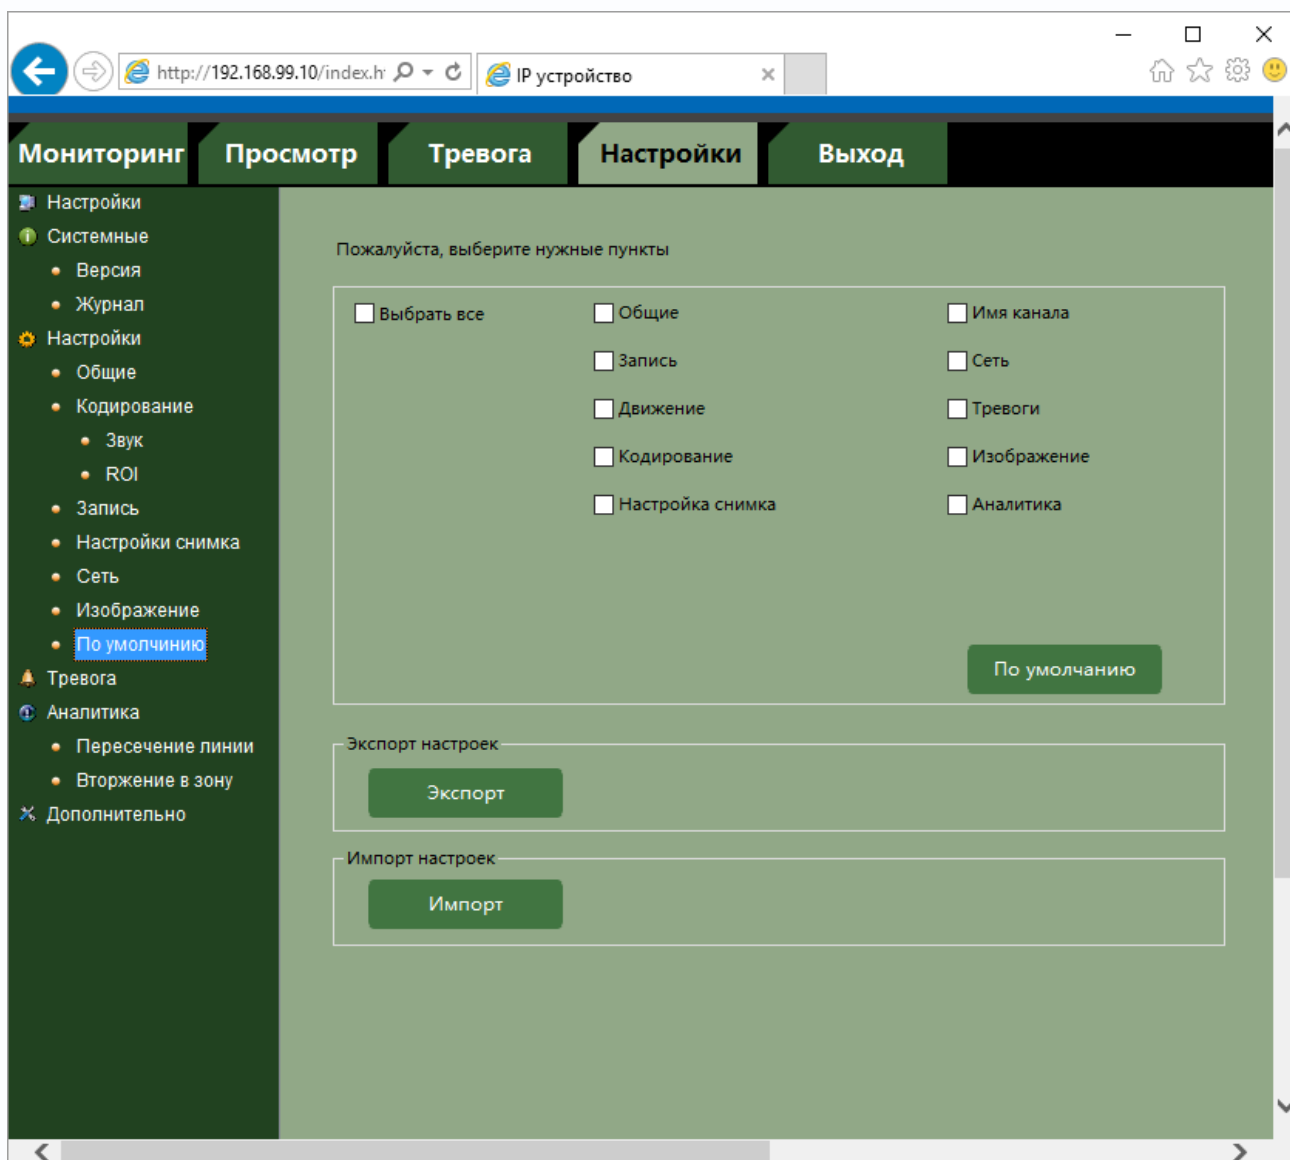 http://192.168.99.10/index.h
IP устройство
Мониторинг Просмотр Тревога Настройки Выход
Настройки
Системные
Версия
Журнал
Настройки
Общие
Кодирование
Звук
ROI
Запись
Настройки снимка
Сеть
Изображение
По умолчинию
Тревога
Аналитика
Пересечение линии
Вторжение в зону
Дополнительно
Пожалуйста, выберите нужные пункты
Выбрать все Общие Имя канала
Запись Сеть
Движение Тревоги
Кодирование Изображение
Настройка снимка Аналитика
По умолчанию
Экспорт настроек
Экспорт
Импорт настроек
Импорт